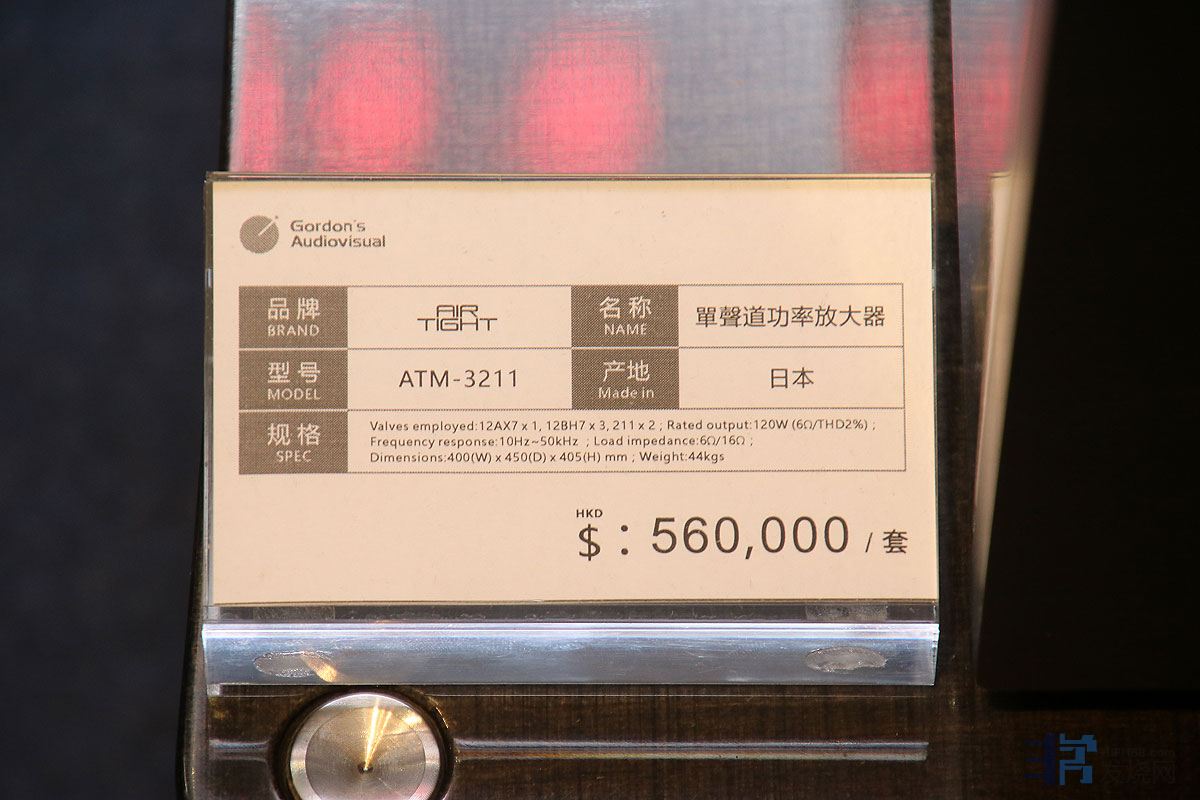 Gordon's
Audiovisual
品牌
BRAND
AIR
TIGHT
名称
NAME
單聲道功率放大器
型号
MODEL
ATM-3211
产地
Made in
日本
规格
SPEC
Valves employed:12AX7 x 1, 12BH7 x 3, 211 x 2 ; Rated output:120W (6Ω/THD2%) ;
Frequency response:10Hz~50kHz ; Load impedance:6Ω/16Ω ;
Dimensions:400(W) x 450(D) x 405(H) mm ; Weight:44kgs
HKD
$ : 560,000 / 套
发烧网